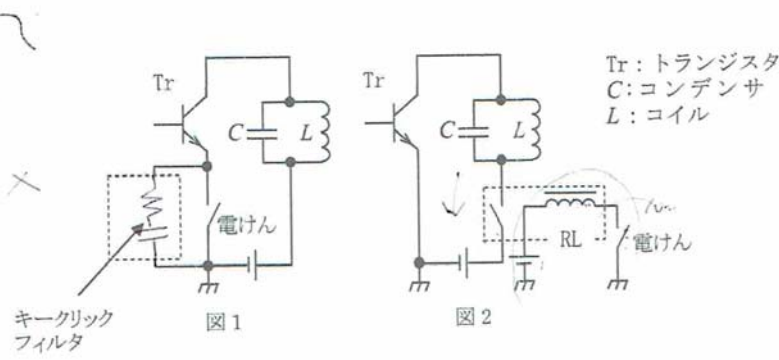 Tr
C
L
電けん
キークリック
フィルタ
図1
Tr
C
L
RL
電けん
図2
Tr：トランジスタ
C：コンデンサ
L：コイル